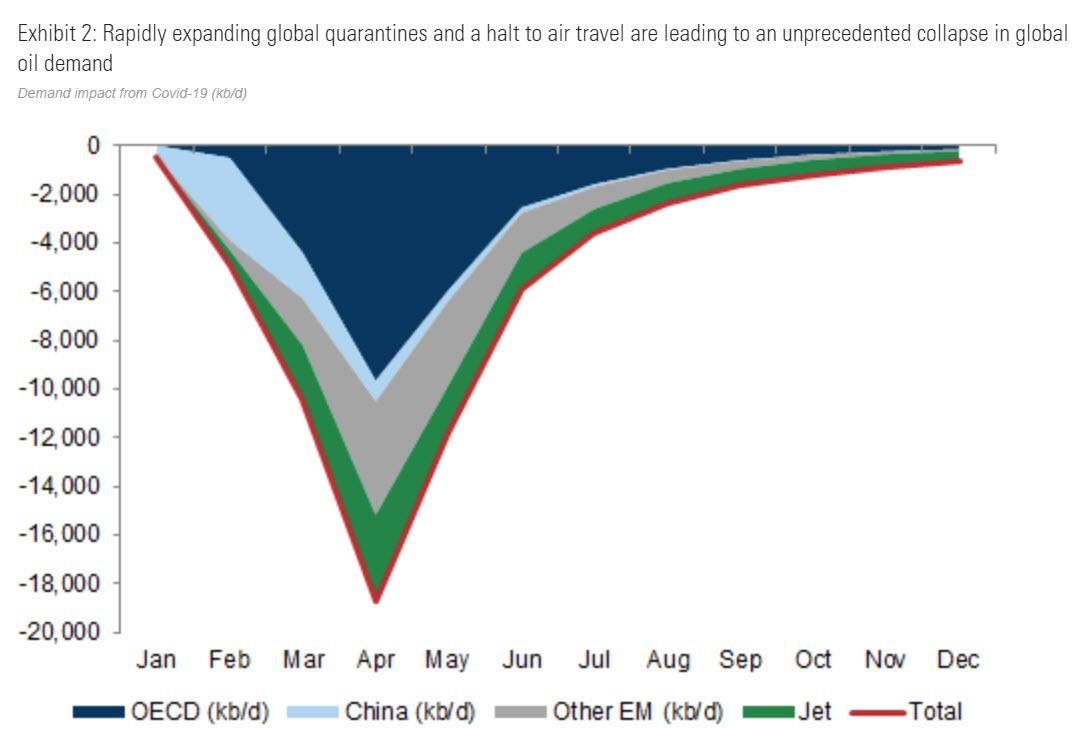 Exhibit 2: Rapidly expanding global quarantines and a halt to air travel are leading to an unprecedented collapse in global
oil demand
Demand impact from Covid-19 (kb/d)
0
-2,000
-4,000
-6,000
-8,000
-10,000
-12,000
-14,000
-16,000
-18,000
-20,000
Jan Feb Mar Apr May Jun Jul Aug Sep Oct Nov Dec
OECD (kb/d) China (kb/d) Other EM (kb/d) Jet Total